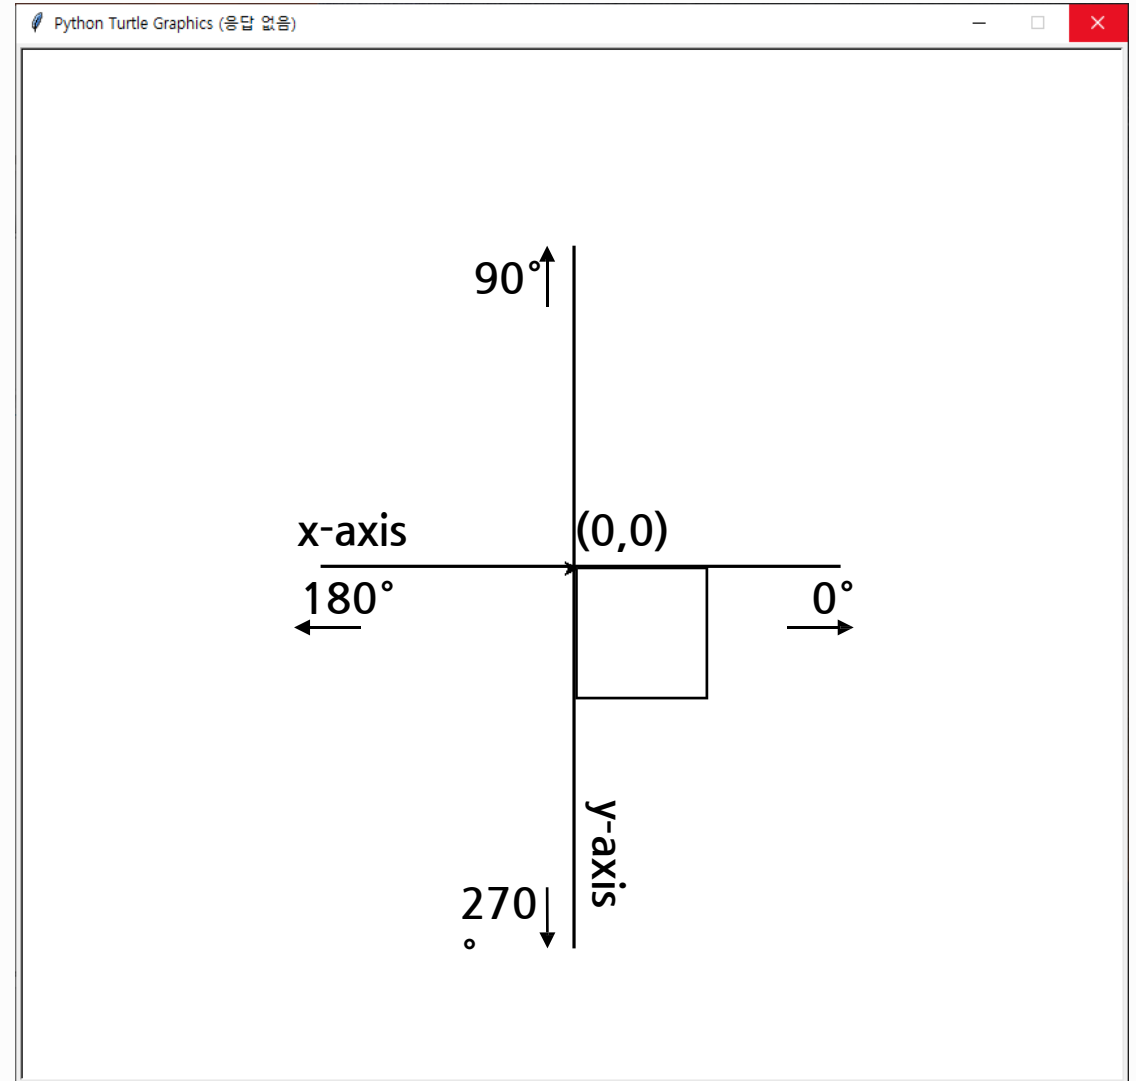 Python Turtle Graphics (응답 없음)
90°
x-axis
(0,0)
180°
0°
y-axis
270
°